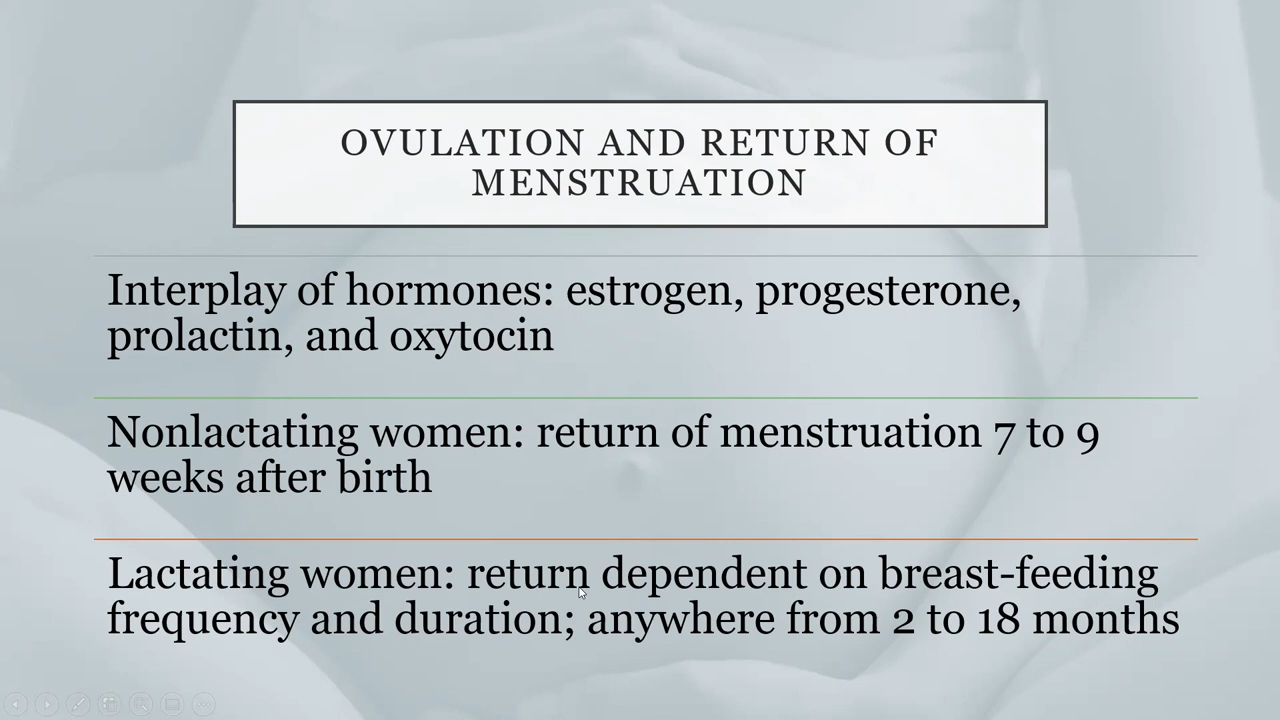 OVULATION AND RETURN OF
MENSTRUATION
Interplay of hormones: estrogen, progesterone,
prolactin, and oxytocin
Nonlactating women: return of menstruation 7 to 9
weeks after birth
Lactating women: return dependent on breast-feeding
frequency and duration; anywhere from 2 to 18 months